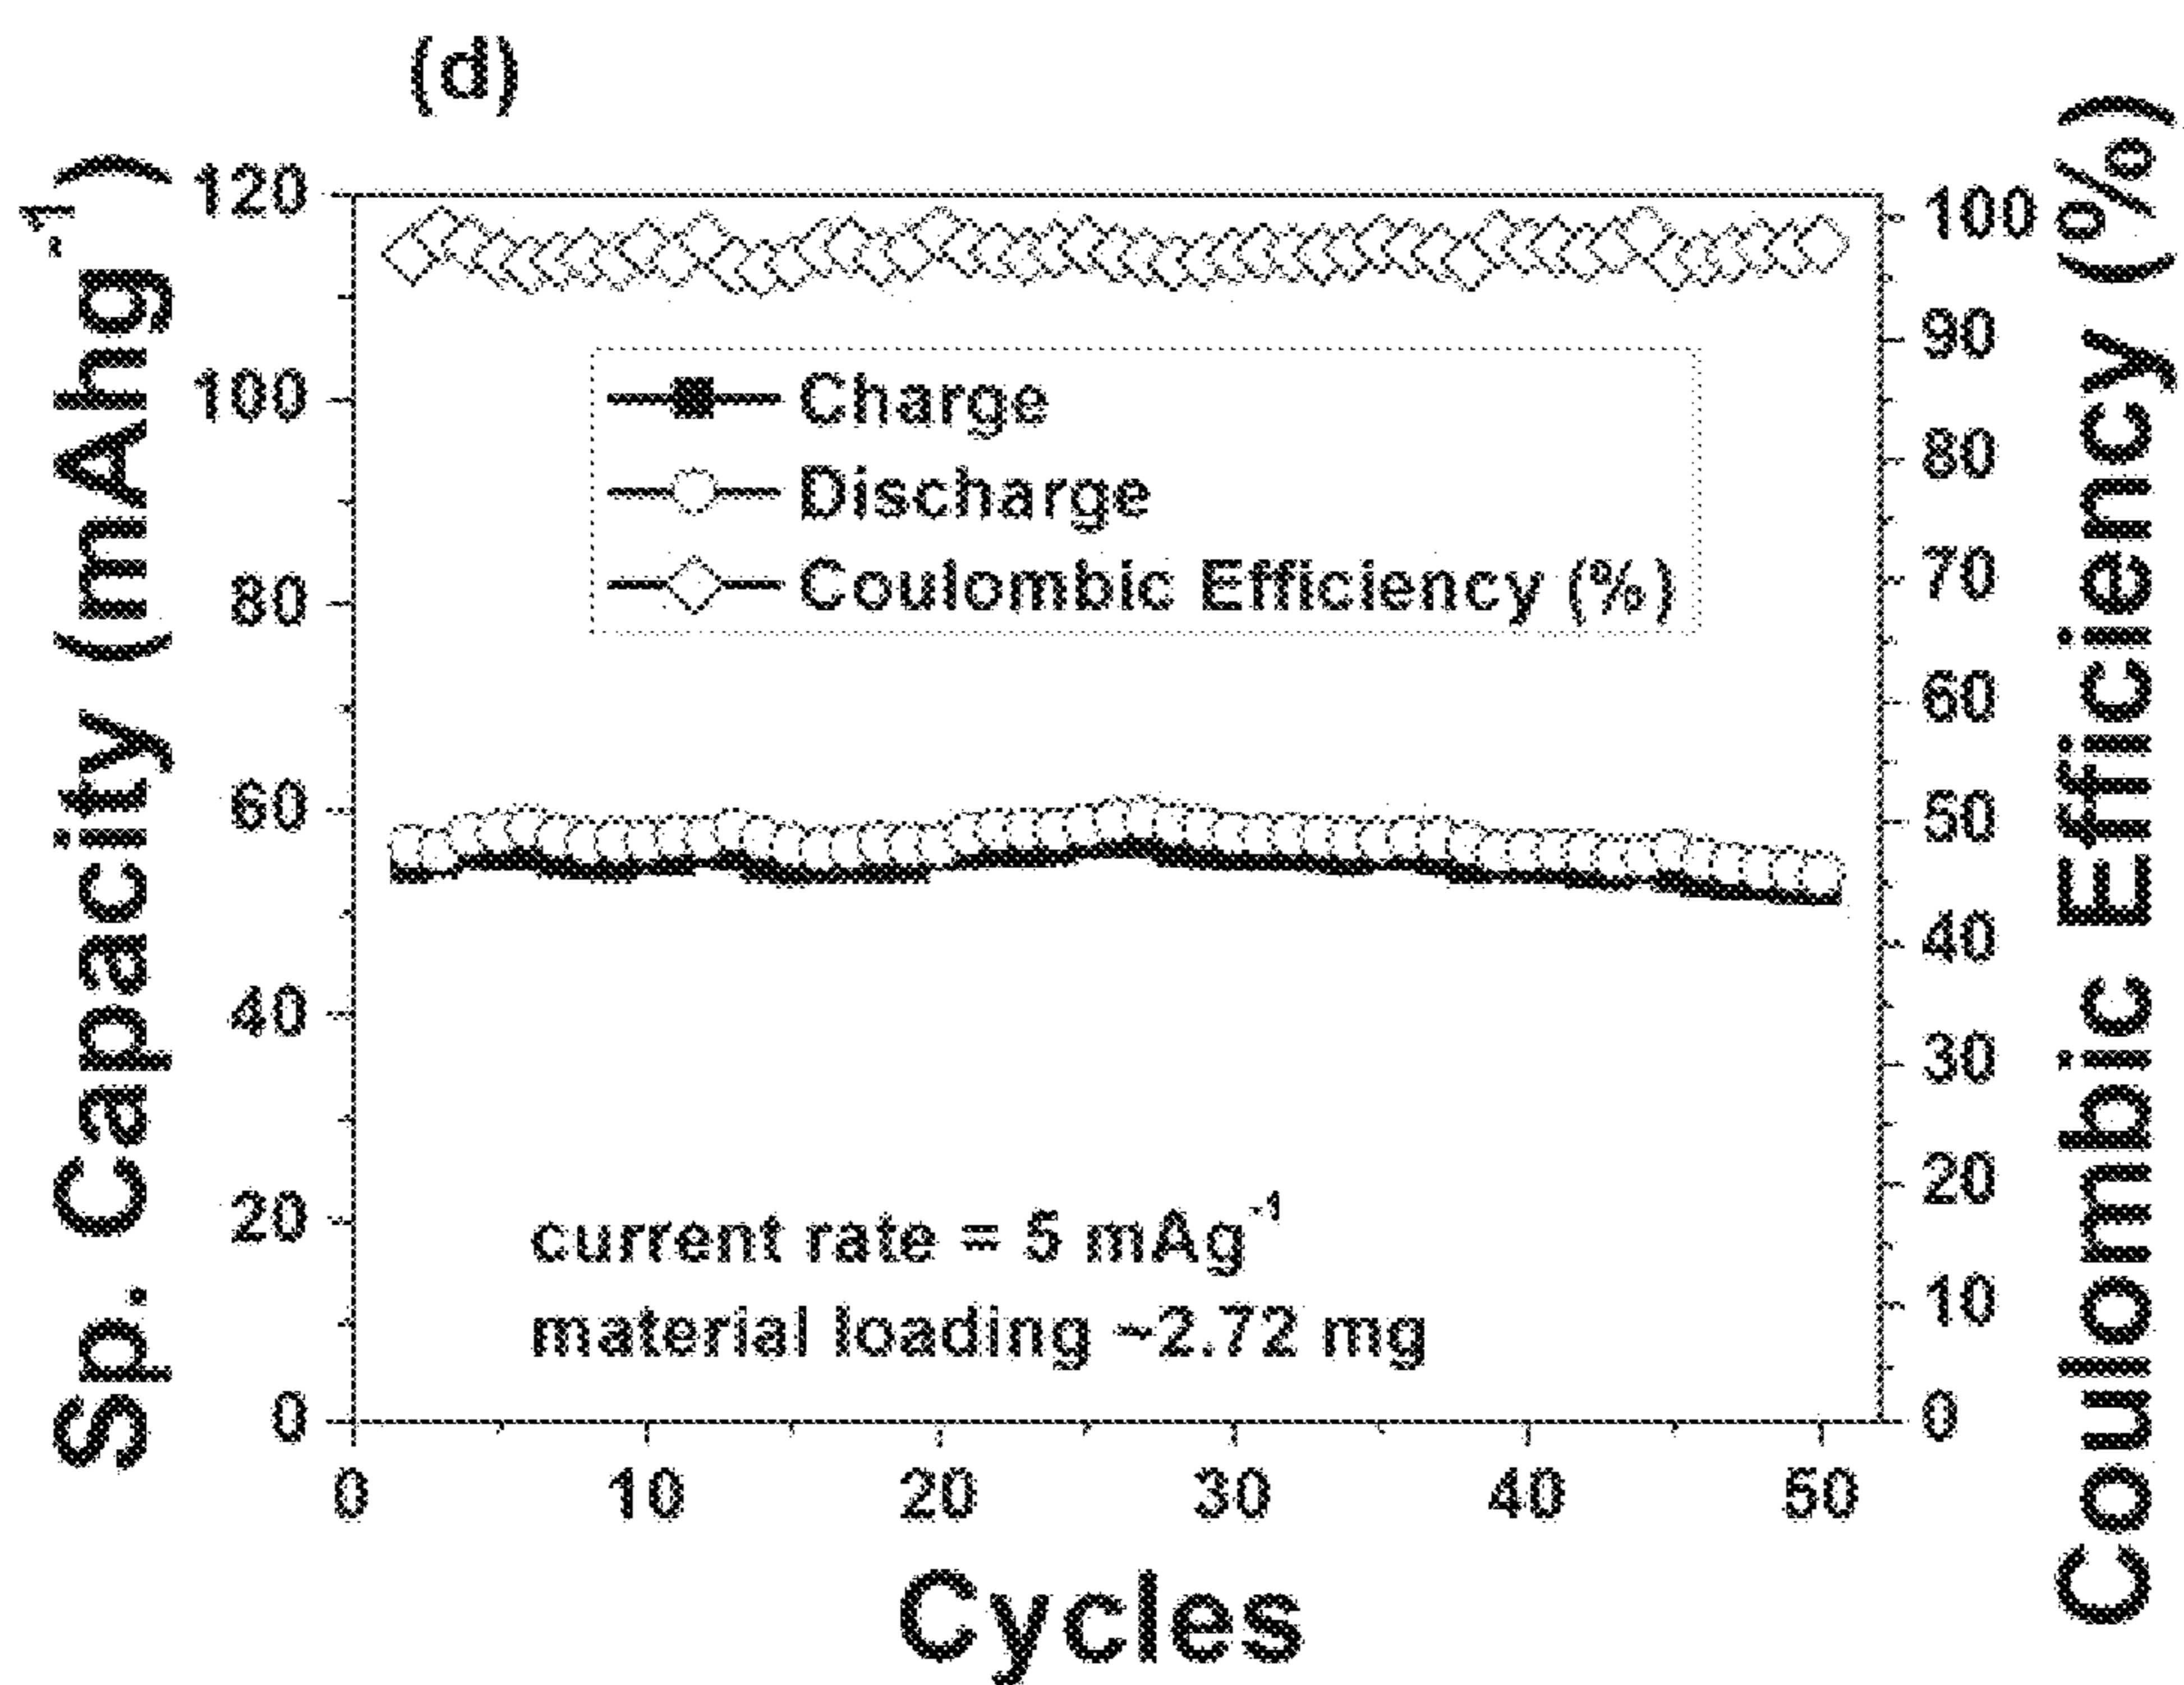 (d)
Sp. Capacity (mAhg⁻¹)
120
100
80
60
40
20
0
Charge
Discharge
Coulombic Efficiency (%)
current rate = 5 mAg⁻¹
material loading ~2.72 mg
0 10 20 30 40 50
Cycles
100
90
80
70
60
50
40
30
20
10
0
Coulombic Efficiency (%)